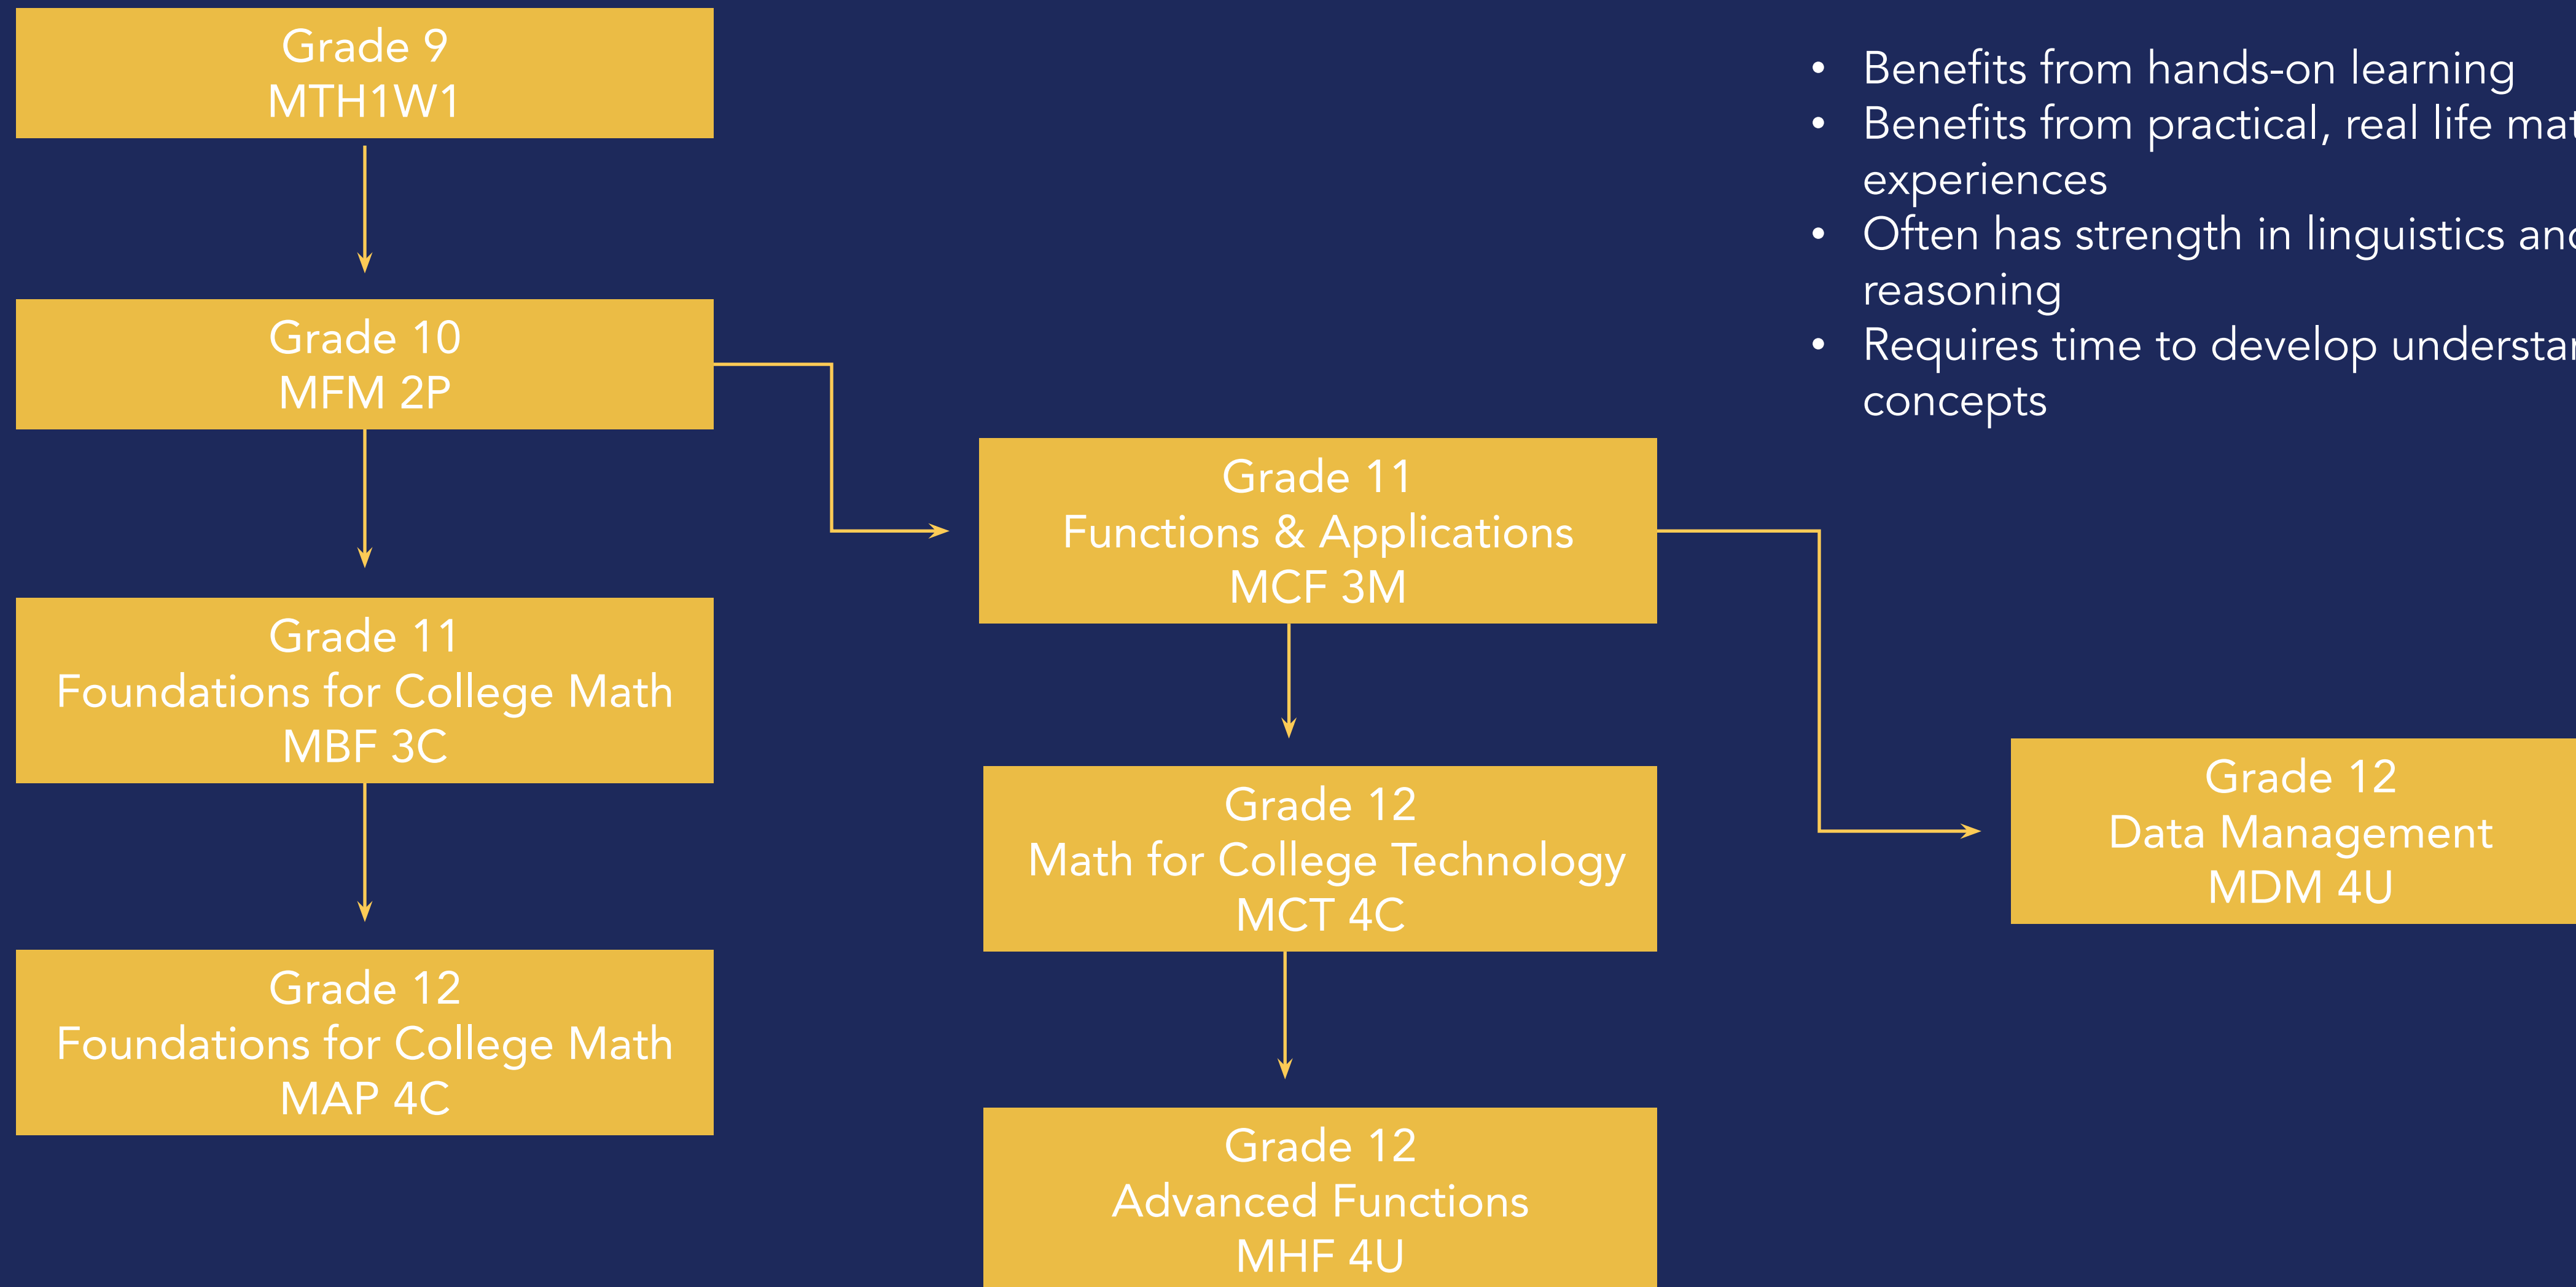 Grade 9
MTH1W1
Grade 10
MFM 2P
Grade 11
Foundations for College Math
MBF 3C
Grade 12
Foundations for College Math
MAP 4C
Grade 11
Functions & Applications
MCF 3M
Grade 12
Math for College Technology
MCT 4C
Grade 12
Advanced Functions
MHF 4U
• Benefits from hands-on learning
• Benefits from practical, real life
experiences
• Often has strength in linguistics
reasoning
• Requires time to develop
concepts
Grade 12
Data Management
MDM 4U